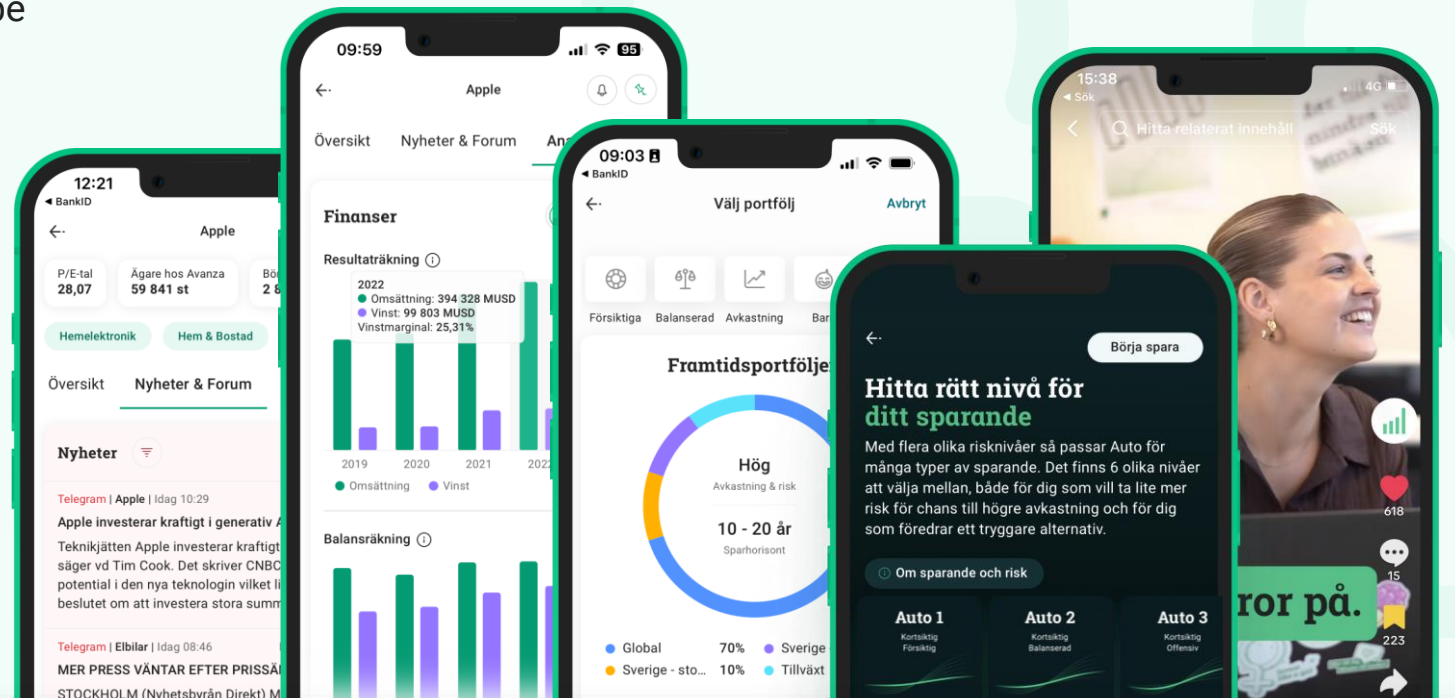 12:21
BankID
Apple
P/E-tal
28,07
Ägare hos Avanza
59 841 st
Hemelektronik
Hem & Bostad
Översikt
Nyheter & Forum
Nyheter
Telegram | Apple | Idag 10:29
Apple investerar kraftigt i generativ
Teknikjätten Apple investerar kraftigt
säger vd Tim Cook. Det skriver CNBC
potential i den nya teknologin vilket
beslutet om att investera stora
Telegram | Elbilar | Idag 08:46
MER PRESS VÄNTAR EFTER
STOCKHOLM (Nyhetsbyrån Direkt)
09:59
95
Apple
Översikt
Nyheter & Forum
Finanser
Resultaträkning
2022
Omsättning: 394 328 MUSD
Vinst: 99 803 MUSD
Vinstmarginal: 25,31%
2019
2020
2021
2022
Omsättning
Vinst
Balansräkning
09:03
BankID
Välj portfölj
Avbryt
Försiktiga
Balanserad
Avkastning
Hög
Avkastning & risk
10 - 20 år
Sparhorisont
Global 70%
Sverige
Sverige - sto... 10%
Tillväxt
Börja spara
Hitta rätt nivå för
ditt sparande
Med flera olika risknivåer så passar Auto för
många typer av sparande. Det finns 6 olika nivåer
att välja mellan, både för dig som vill ta lite mer
risk för chans till högre avkastning och för dig
som föredrar ett tryggare alternativ.
Om sparande och risk
Auto 1
Kortsiktig
Försiktig
Auto 2
Kortsiktig
Balanserad
Auto 3
Kortsiktig
Offensiv
15:38
Sök
4G
Hitta relaterat innehåll
Sök
618
15
223
på.